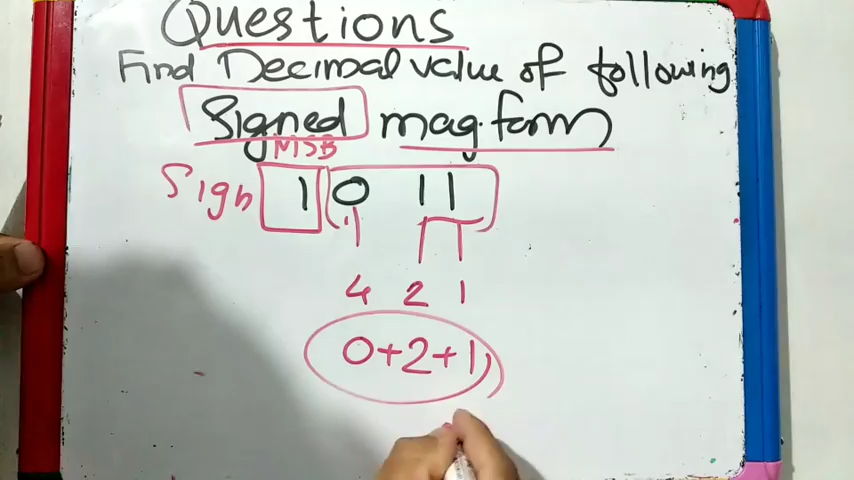 Questions
Find Decimal value of following
Signed mag. form
MSB
Sign 1 0 1 1
4 2 1
0+2+1